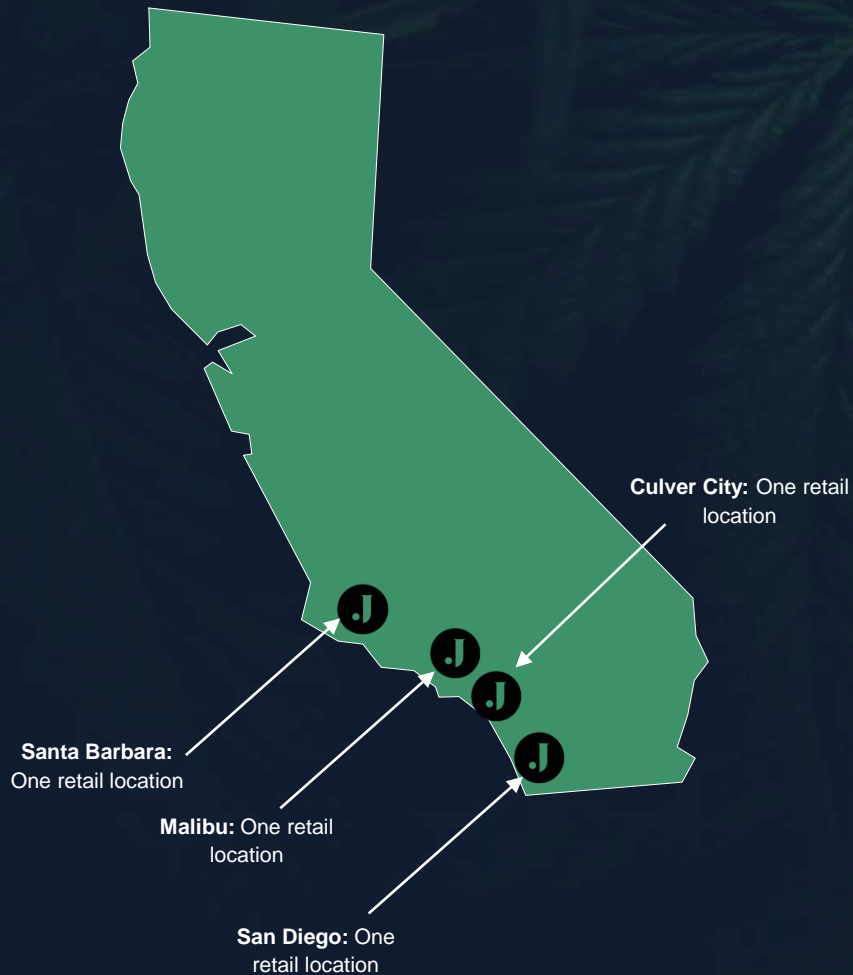 Culver City: One retail
location
.J
.J
.J
.J
Santa Barbara:
One retail location
Malibu: One retail
location
San Diego: One
retail location